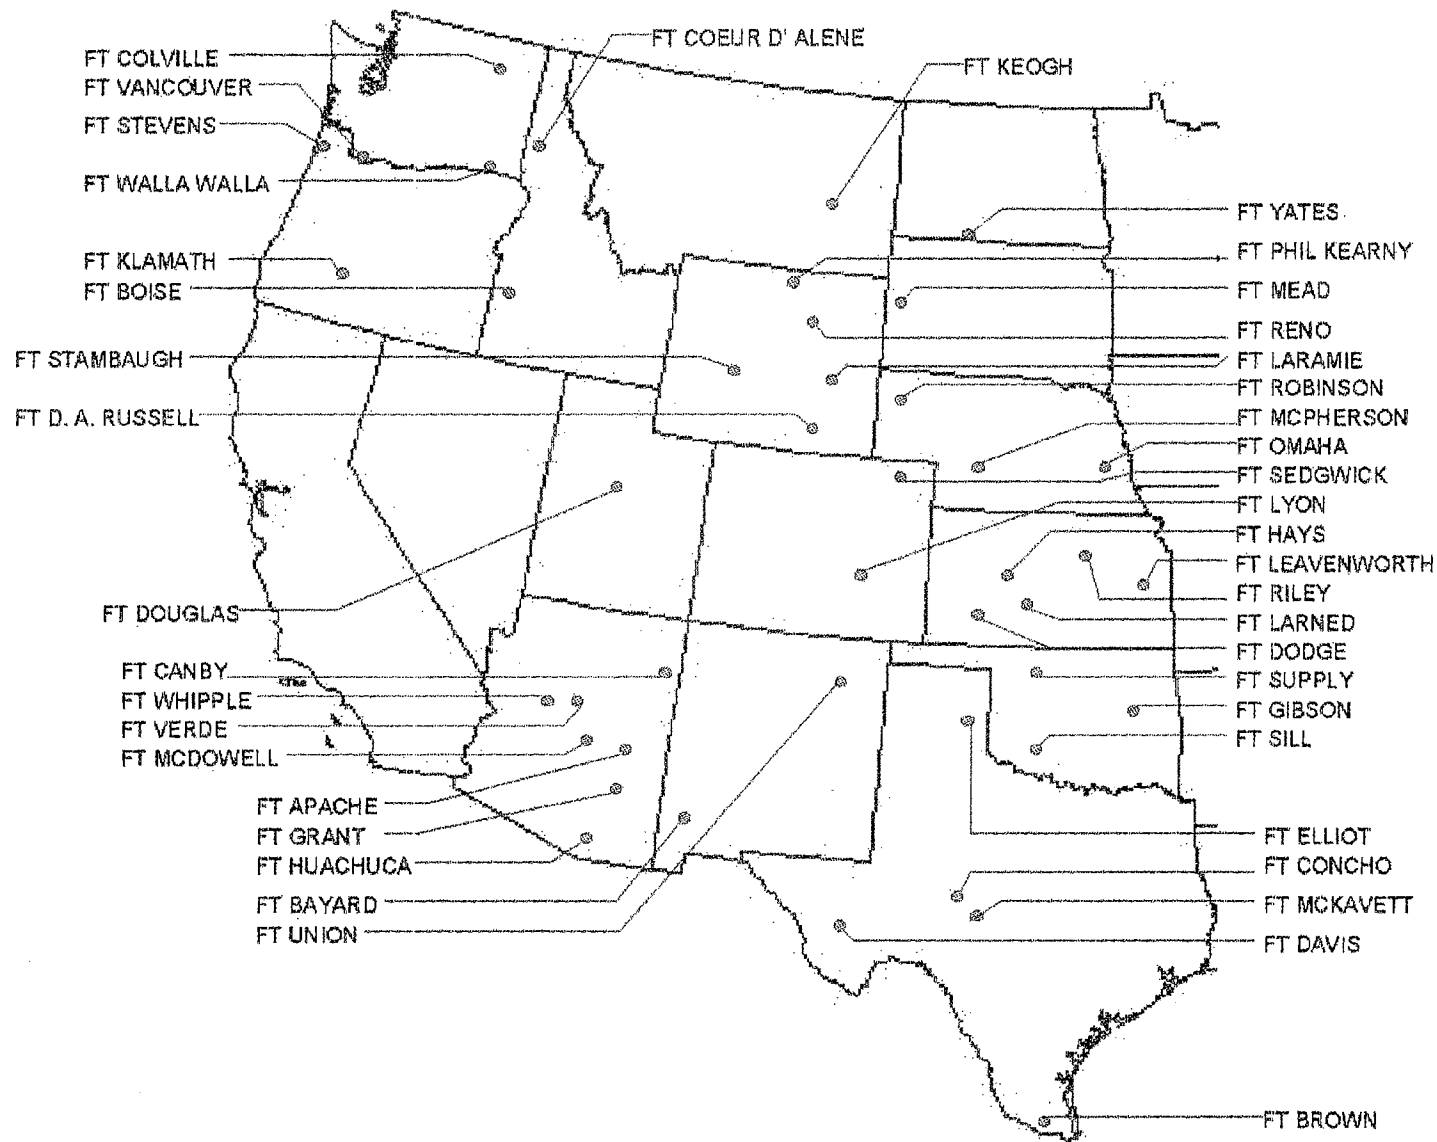 FT COLVILLE
FT VANCOUVER
FT STEVENS
FT WALLA WALLA
FT KLAMATH
FT BOISE
FT STAMBAUGH
FT D. A. RUSSELL
FT DOUGLAS
FT CANBY
FT WHIPPLE
FT VERDE
FT MCDOWELL
FT APACHE
FT GRANT
FT HUACHUCA
FT BAYARD
FT UNION
FT COEUR D' ALENE
FT KEOGH
FT YATES
FT PHIL KEARNY
FT MEAD
FT RENO
FT LARAMIE
FT ROBINSON
FT MCPHERSON
FT OMAHA
FT SEDGWICK
FT LYON
FT HAYS
FT LEAVENWORTH
FT RILEY
FT LARNED
FT DODGE
FT SUPPLY
FT GIBSON
FT SILL
FT ELLIOT
FT CONCHO
FT MCKAVETT
FT DAVIS
FT BROWN